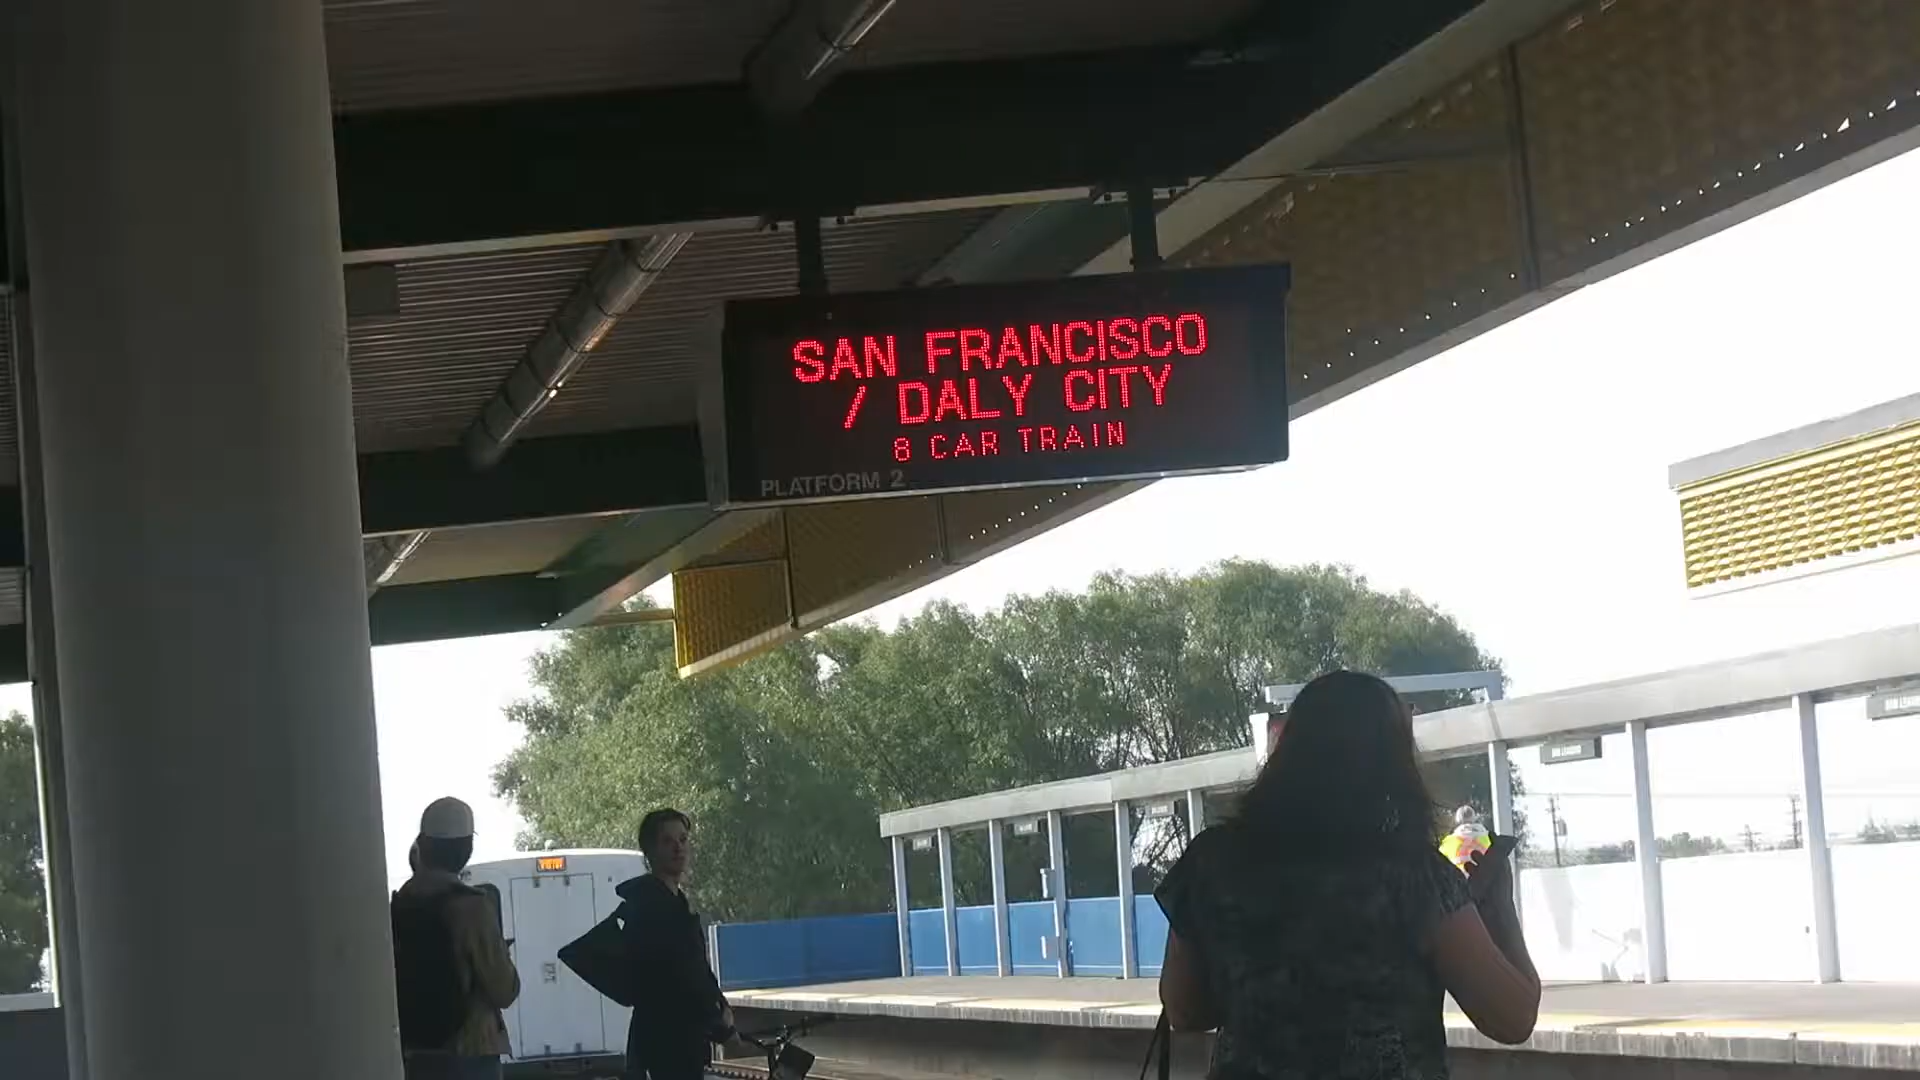 SAN FRANCISCO
/ DALY CITY
8 CAR TRAIN
PLATFORM 2